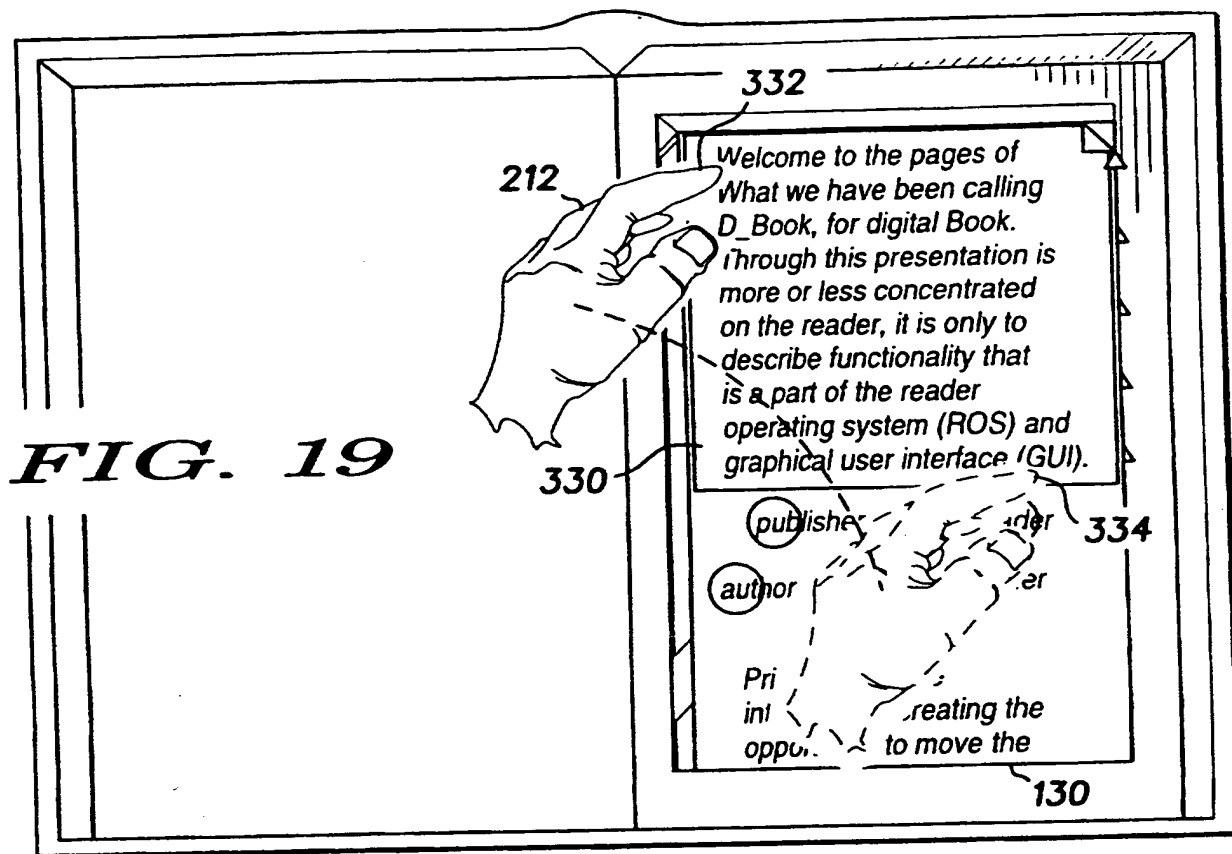 332
212
Welcome to the pages of
What we have been calling
D_Book, for digital Book.
Through this presentation is
more or less concentrated
on the reader, it is only to
describe functionality that
is a part of the reader
operating system (ROS) and
graphical user interface (GUI).
FIG. 19
330
334
author
130
creating the
to move the